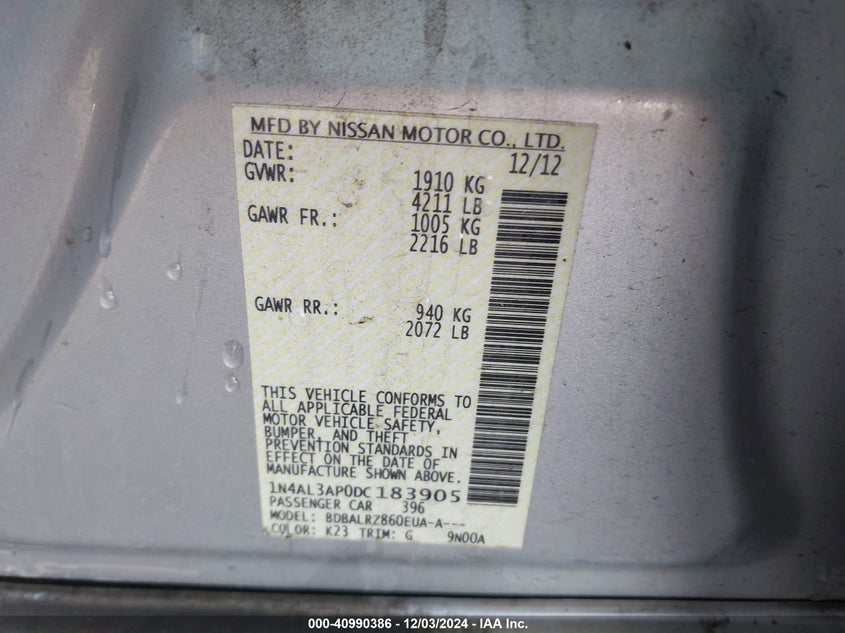 MFD BY NISSAN MOTOR CO., LTD.
DATE: 12/12
GVWR: 1910 KG
4211 LB
GAWR FR.: 1005 KG
2216 LB
GAWR RR.: 940 KG
2072 LB
THIS VEHICLE CONFORMS TO
ALL APPLICABLE FEDERAL
MOTOR VEHICLE SAFETY,
BUMPER, AND THEFT
PREVENTION STANDARDS IN
EFFECT ON THE DATE OF
MANUFACTURE SHOWN ABOVE.
1N4AL3AP0DC183905
PASSENGER CAR 396
MODEL: BDBALRZ860EUA-A---
COLOR: K23 TRIM: G 9N00A
000-40990386 - 12/03/2024 - IAA Inc.